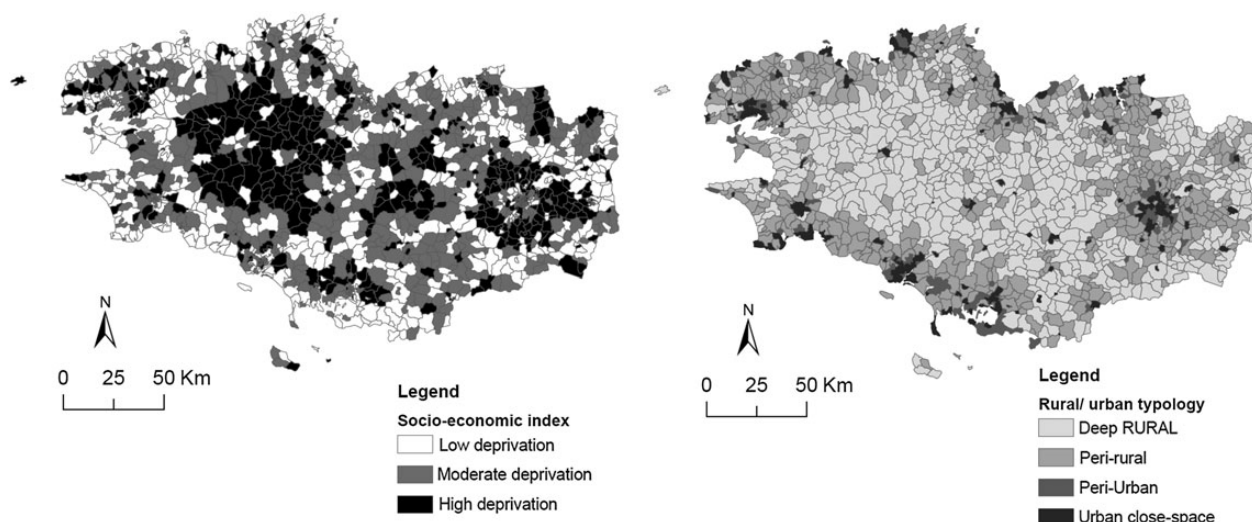 N
0 25 50 Km
Legend
Socio-economic index
Low deprivation
Moderate deprivation
High deprivation
N
0 25 50 Km
Legend
Rural/ urban typology
Deep RURAL
Peri-rural
Peri-Urban
Urban close-space